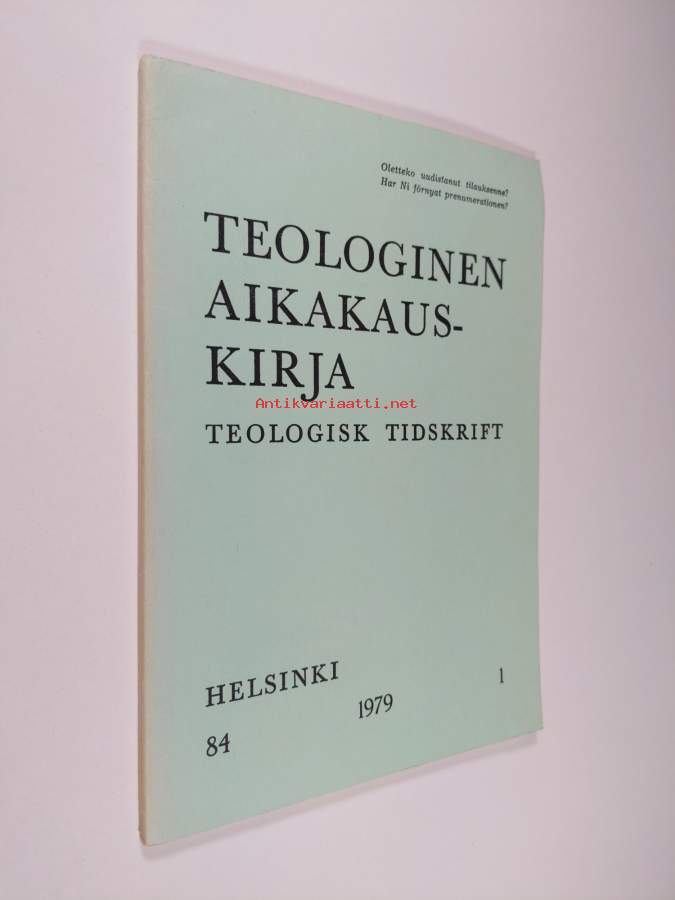 Oletteko uudistanut tilauksenne?
Har Ni förnyat prenumerationen?
TEOLOGINEN
AIKAKAUS-
KIRJA
Antikvariaatti.net
TEOLOGISK TIDSKRIFT
HELSINKI
84 1979 1